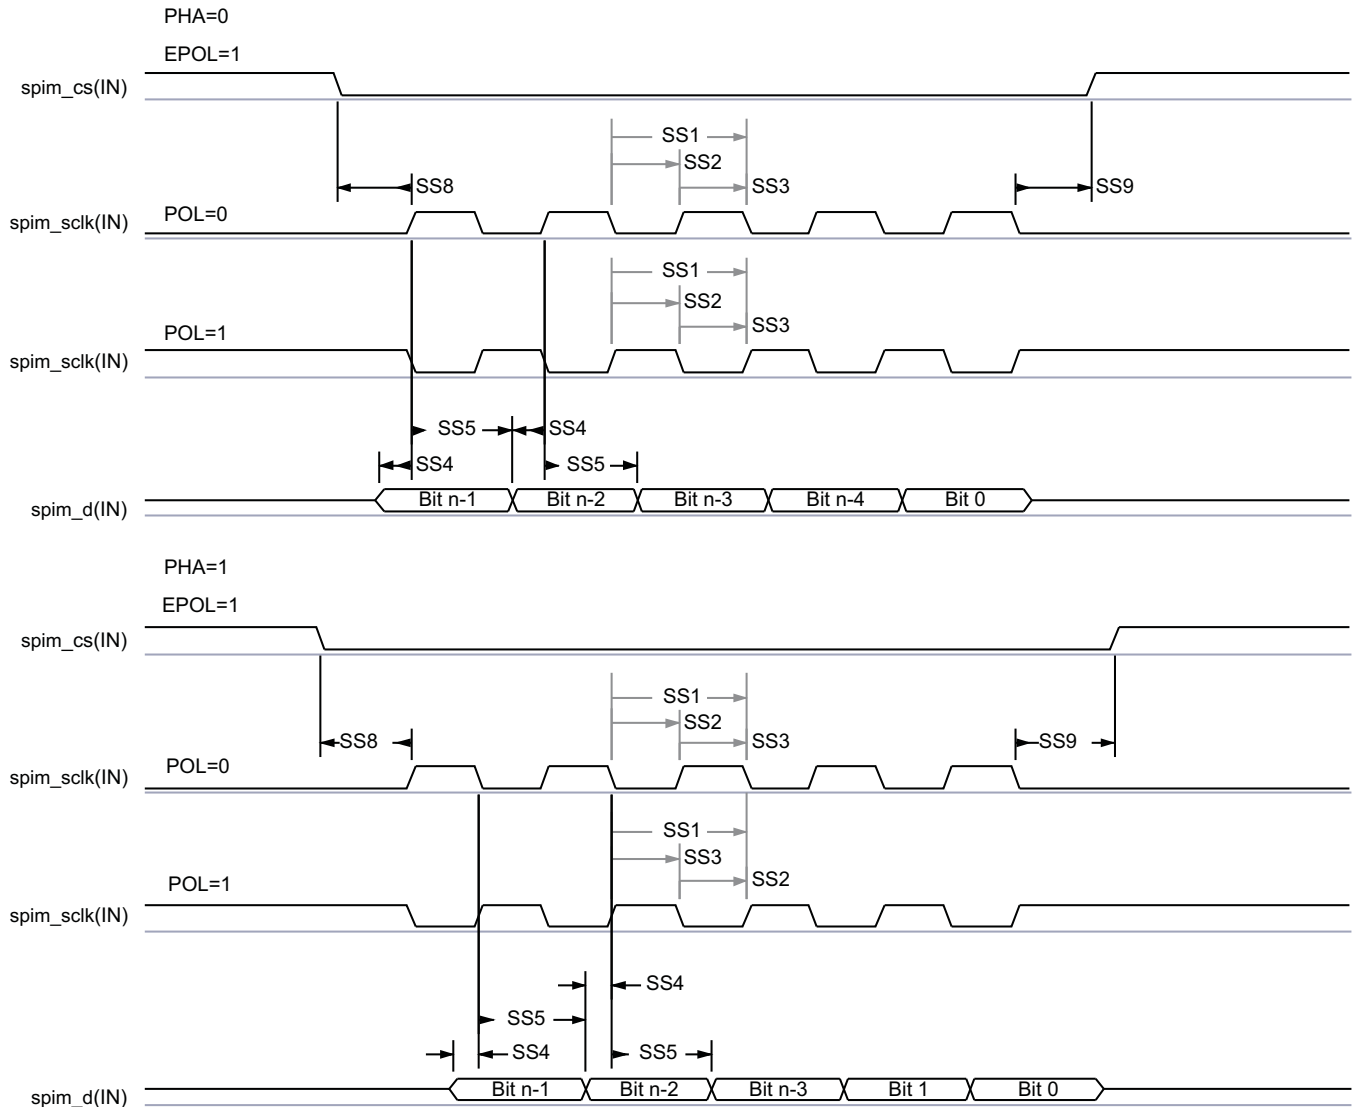 PHA=0
EPOL=1
spim_cs(IN)
SS1
SS2
SS8
SS3
SS9
POL=0
spim_sclk(IN)
SS1
SS2
SS3
POL=1
spim_sclk(IN)
SS5
SS4
SS4
SS5
Bit n-1
Bit n-2
Bit n-3
Bit n-4
Bit 0
spim_d(IN)
PHA=1
EPOL=1
spim_cs(IN)
SS1
SS2
SS8
SS3
SS9
POL=0
spim_sclk(IN)
SS1
SS3
SS2
POL=1
spim_sclk(IN)
SS4
SS5
SS4
SS5
Bit n-1
Bit n-2
Bit n-3
Bit 1
Bit 0
spim_d(IN)